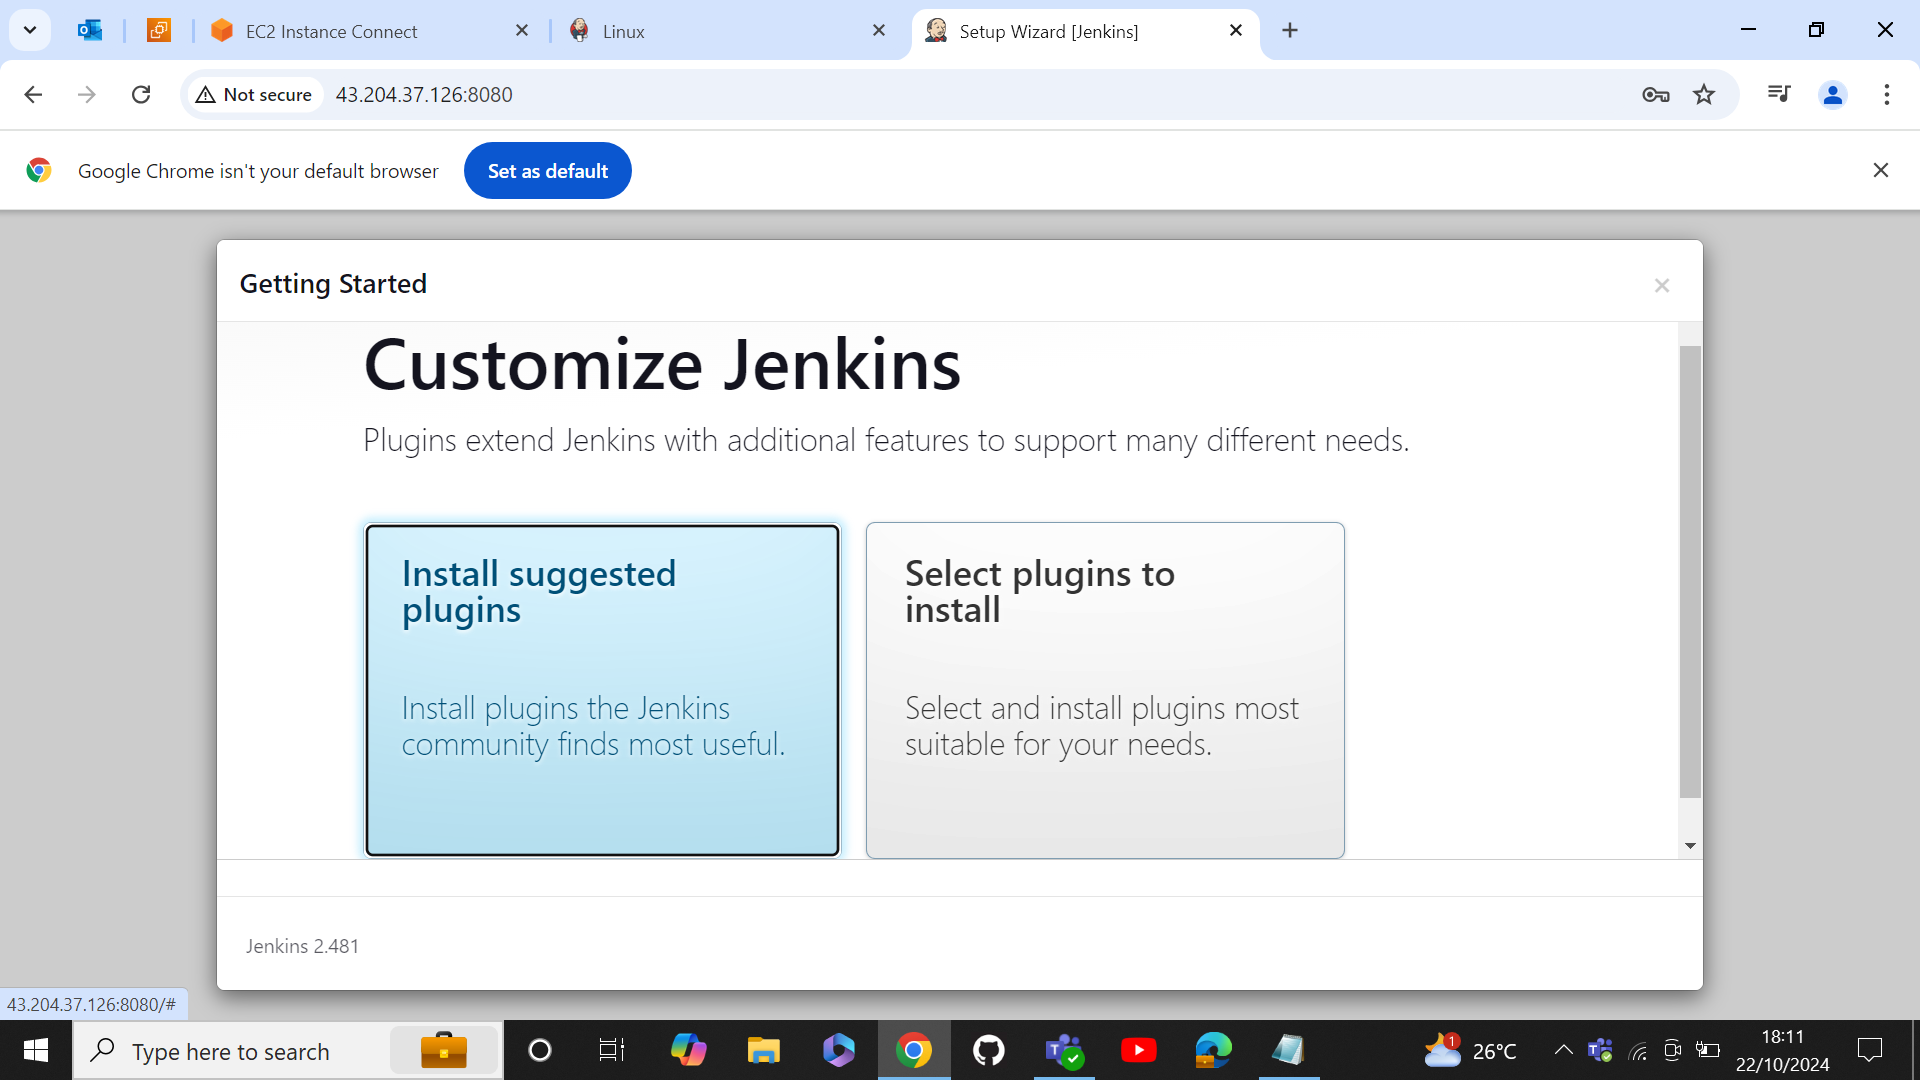 EC2 Instance Connect
Linux
Setup Wizard [Jenkins]
Not secure
43.204.37.126:8080
Google Chrome isn't your default browser
Set as default
Getting Started
Customize Jenkins
Plugins extend Jenkins with additional features to support many different needs.
Install suggested
plugins
Install plugins the Jenkins
community finds most useful.
Select plugins to
install
Select and install plugins most
suitable for your needs.
Jenkins 2.481
43.204.37.126:8080/#
Type here to search
1
26°C
18:11
22/10/2024